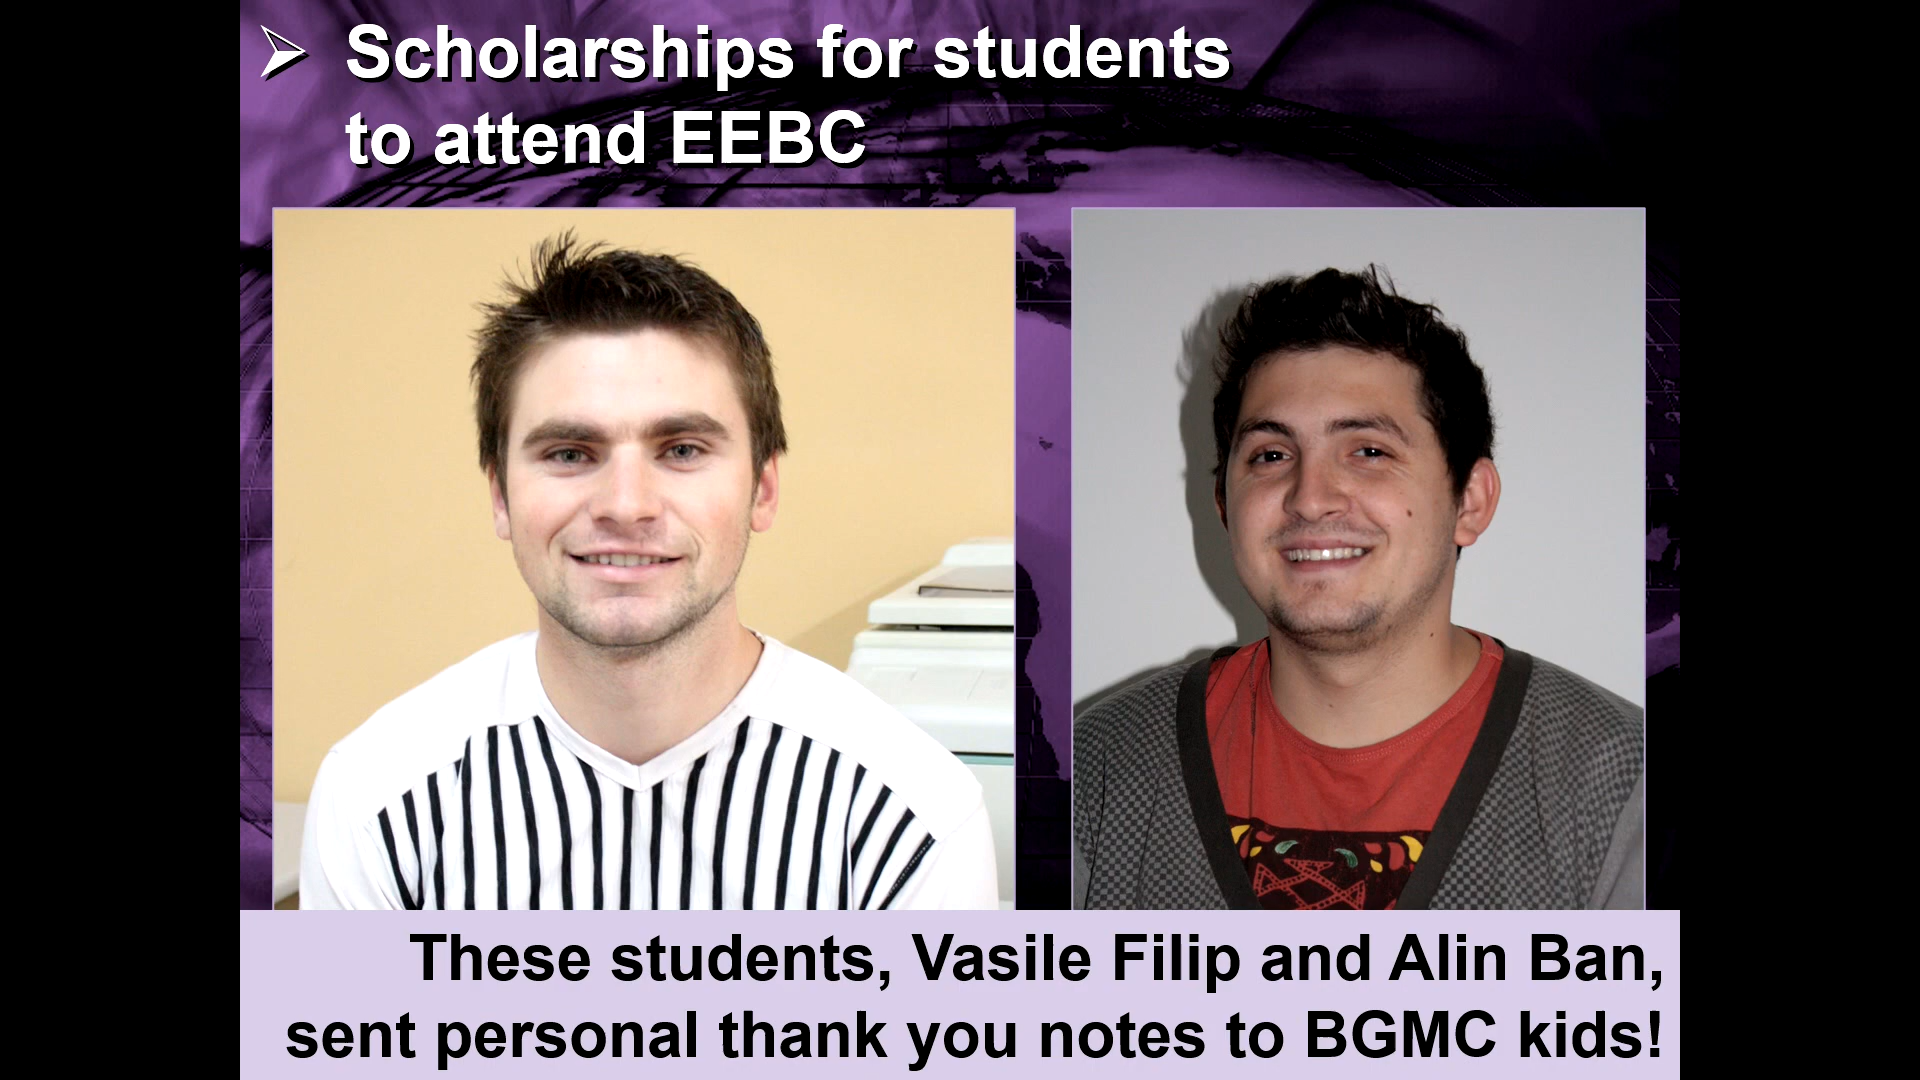 Scholarships for students
to attend EEBC
These students, Vasile Filip and Alin Ban,
sent personal thank you notes to BGMC kids!